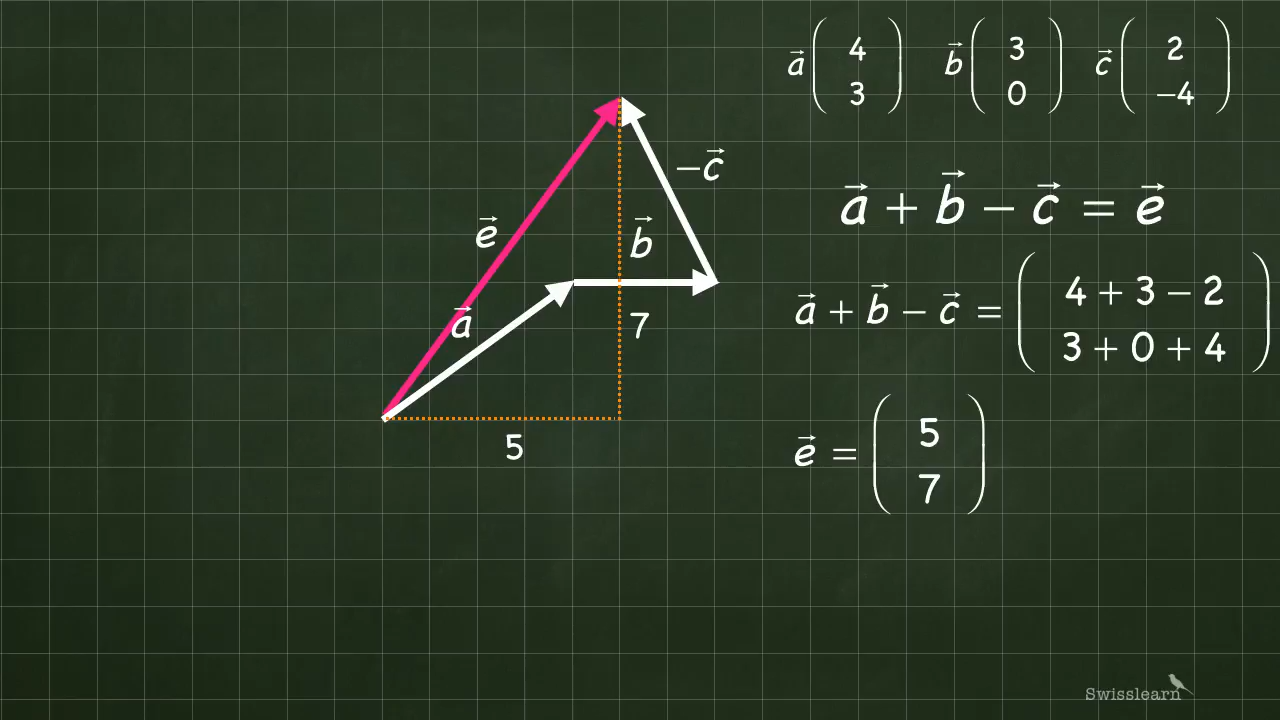 a⃗ ( 4 3 ) b⃗ ( 3 0 ) c⃗ ( 2 −4 )
a⃗ + b⃗ − c⃗ = e⃗
a⃗ + b⃗ − c⃗ = ( 4 + 3 − 2
3 + 0 + 4 )
e⃗ = ( 5
7 )
−c⃗
e⃗
b⃗
a⃗
7
5
Swisslearn